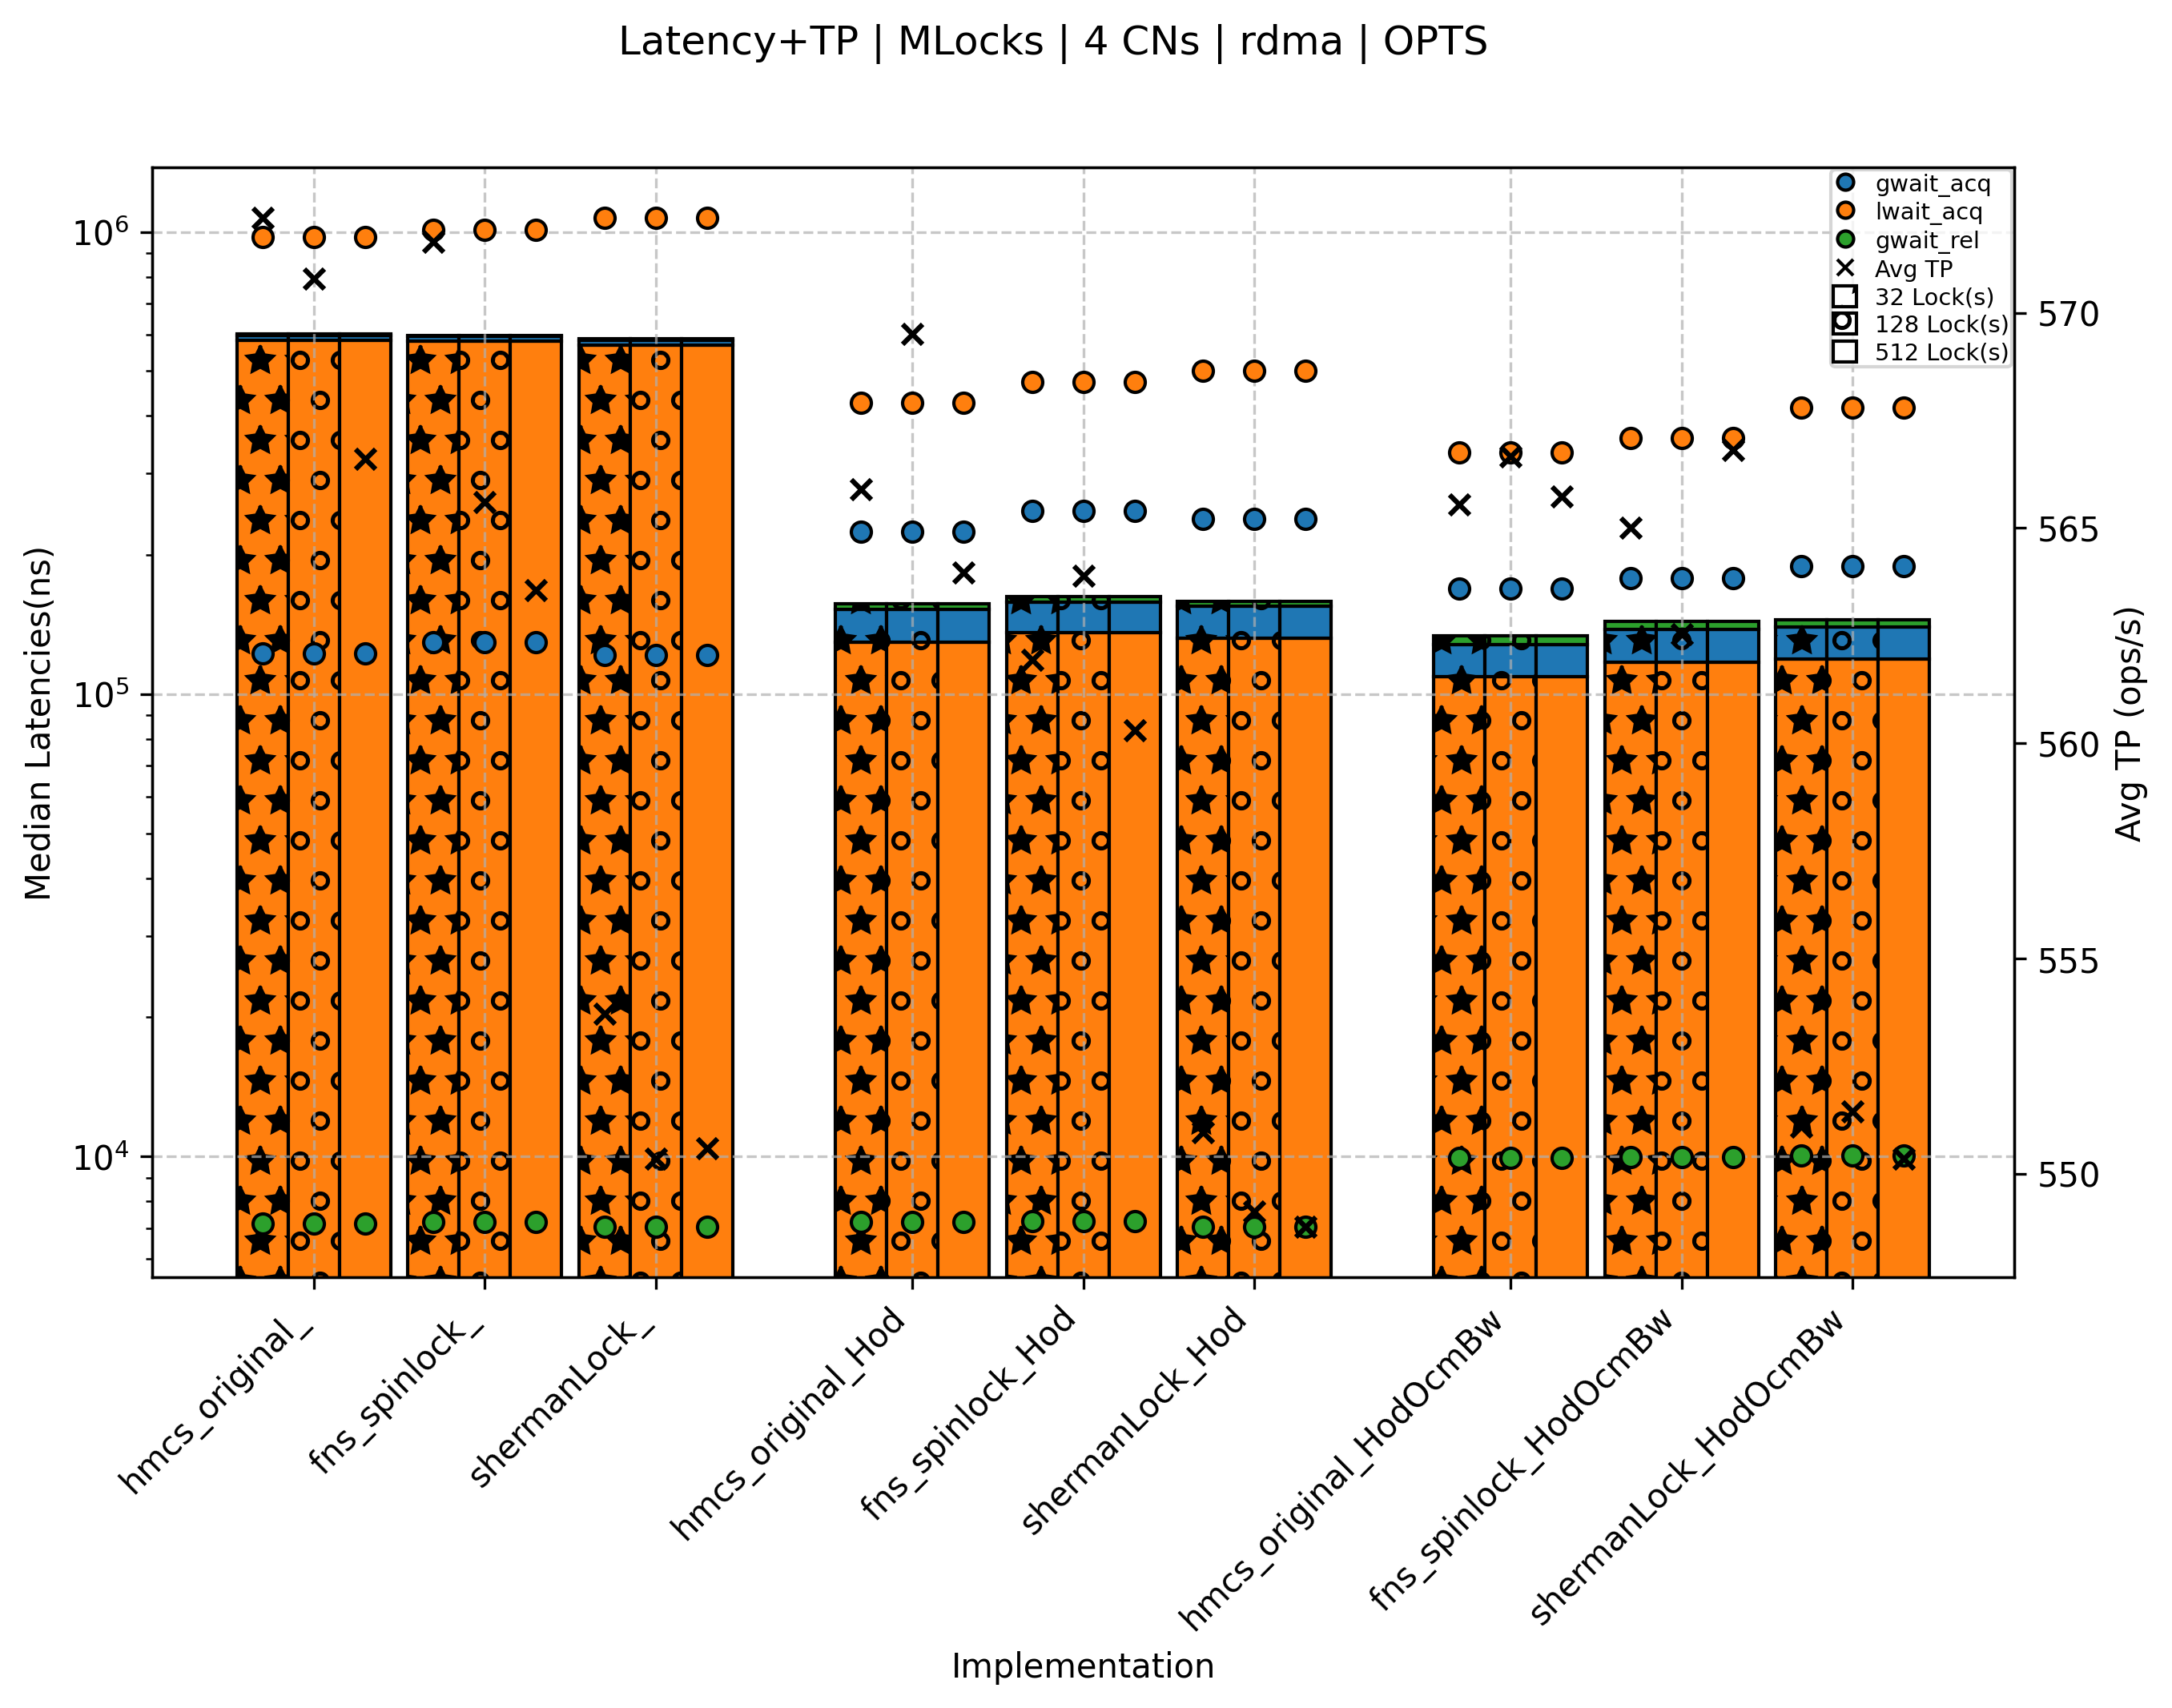 Latency+TP | MLocks | 4 CNs | rdma | OPTS
gwait_acq
lwait_acq
gwait_rel
Avg TP
32 Lock(s)
128 Lock(s)
512 Lock(s)
Median Latencies(ns)
10^6
10^5
10^4
570
565
560
555
550
Avg TP (ops/s)
hmcs_original_
fns_spinlock_
shermanLock_
hmcs_original_Hod
fns_spinlock_Hod
shermanLock_Hod
hmcs_original_HodOcmBw
fns_spinlock_HodOcmBw
shermanLock_HodOcmBw
Implementation